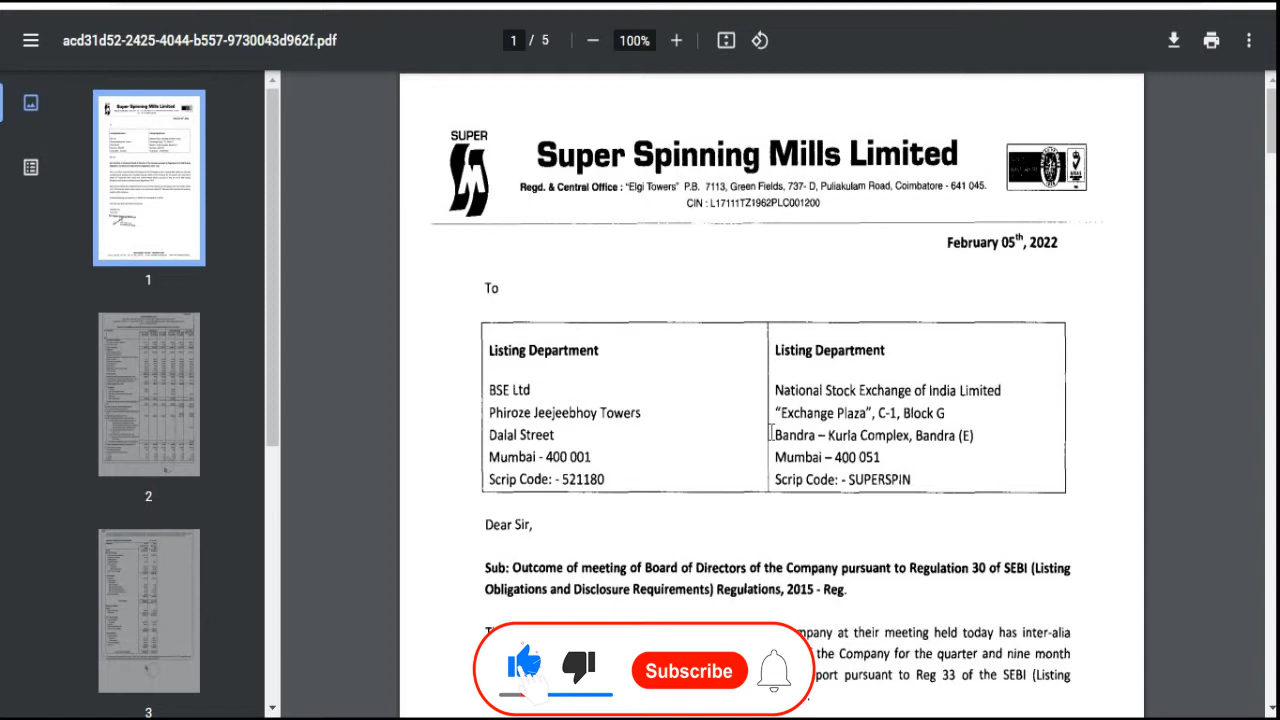 acd31d52-2425-4044-b557-9730043d962f.pdf
1 / 5
100%
SUPER
Super Spinning Mills Limited
Regd. & Central Office : "Elgi Towers" P.B. 7113, Green Fields, 737- D, Puliakulam Road, Coimbatore - 641 045.
CIN : L17111TZ1962PLC001200
February 05th, 2022
To
Listing Department
BSE Ltd
Phiroze Jeejeebhoy Towers
Dalal Street
Mumbai - 400 001
Scrip Code: - 521180
Listing Department
National Stock Exchange of India Limited
"Exchange Plaza", C-1, Block G
Bandra – Kurla Complex, Bandra (E)
Mumbai – 400 051
Scrip Code: - SUPERSPIN
Dear Sir,
Sub: Outcome of meeting of Board of Directors of the Company pursuant to Regulation 30 of SEBI (Listing
Obligations and Disclosure Requirements) Regulations, 2015 - Reg.
at their meeting held today has inter-alia
the Company for the quarter and nine month
pursuant to Reg 33 of the SEBI (Listing
Subscribe
Super Spinning Mills Limited
1
2
3